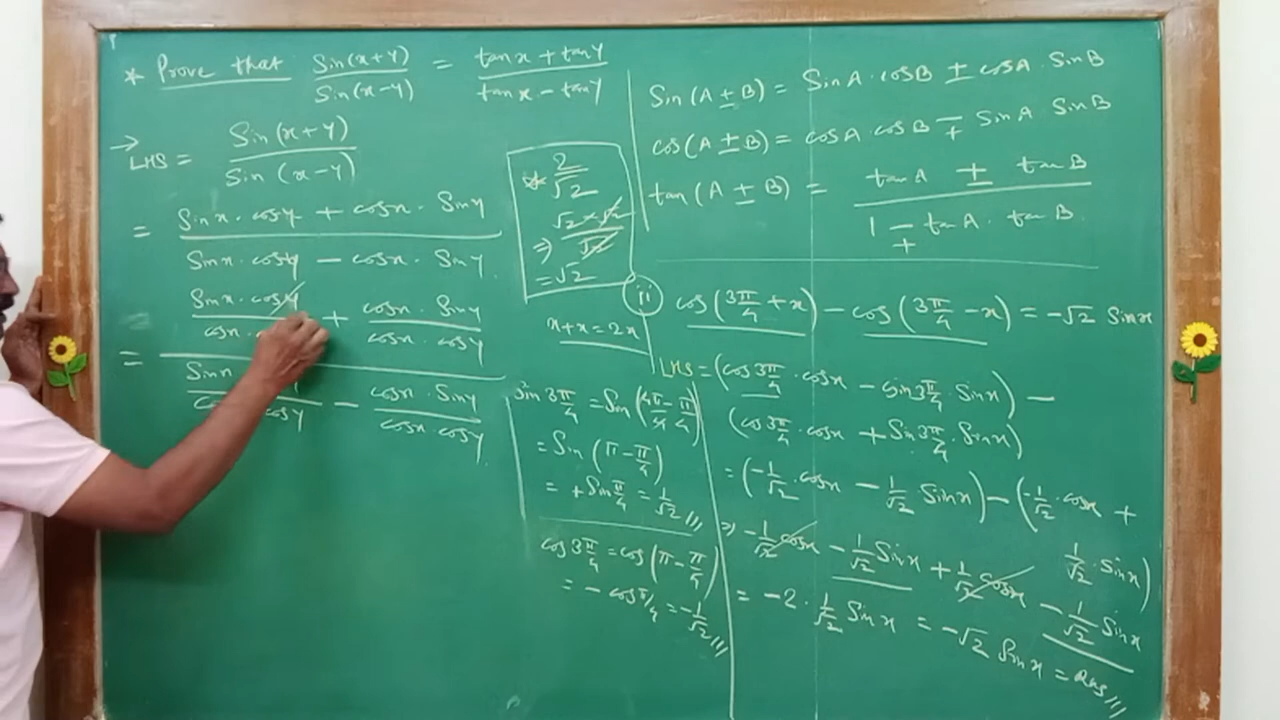 * Prove that Sin(x+y)/Sin(x-y) = tanx + tany/tanx - tany
→ LHS = Sin(x+y)/Sin(x-y)
= Sinx.cosy + cosx.Siny/Sinx.cosy - cosx.Siny
= Sinx.cosy/cosx. + cosx.Siny/cosx.cosy
Sinx/cosy - cosx.Siny/cosx.cosy
2/√2
⇒ √2×√2/√2
= √2
x+x=2x
Sin 3π/4 = Sin(4π/4 - π/4)
= Sin(π - π/4)
= + Sin π/4 = 1/√2 ///
cos 3π/4 = cos(π - π/4)
= - cos π/4 = -1/√2 ///
Sin(A ± B) = SinA.cosB ± cosA.SinB
cos(A ± B) = cosA.cosB ∓ SinA SinB
tan(A ± B) = tanA ± tanB/1 ∓ tanA.tanB
ii cos(3π/4 + x) - cos(3π/4 - x) = -√2 Sinx
LHS = (cos 3π/4.cosx - sin 3π/4.Sinx) -
(cos 3π/4.cosx + Sin 3π/4.Sinx)
= (-1/√2.cosx - 1/√2 Sinx) - (-1/√2.cosx +
1/√2.Sinx)
⇒ -1/√2 cosx - 1/√2 Sinx + 1/√2 cosx - 1/√2 Sinx
= -2.1/√2 Sinx = -√2 Sinx = RHS //